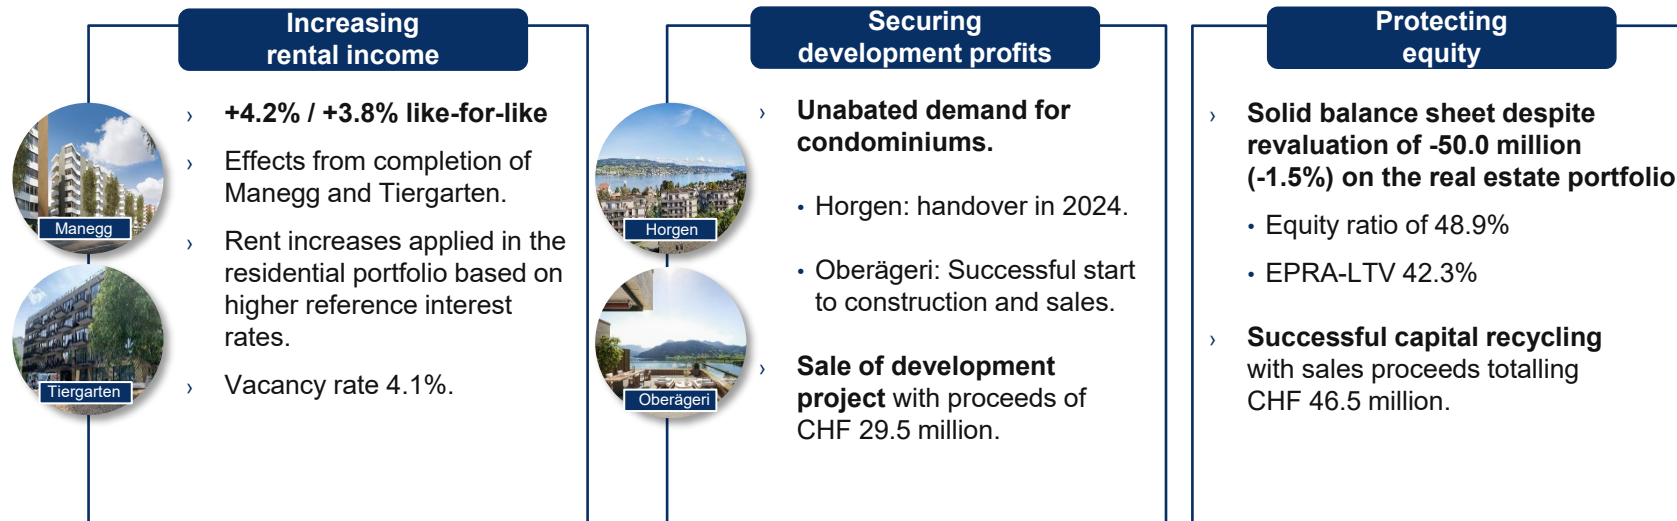 Increasing
rental income
› +4.2% / +3.8% like-for-like
› Effects from completion of
Manegg and Tiergarten.
› Rent increases applied in the
residential portfolio based on
higher reference interest
rates.
› Vacancy rate 4.1%.
Manegg
Tiergarten
Securing
development profits
› Unabated demand for
condominiums.
• Horgen: handover in 2024.
• Oberägeri: Successful start
to construction and sales.
› Sale of development
project with proceeds of
CHF 29.5 million.
Horgen
Oberägeri
Protecting
equity
› Solid balance sheet despite
revaluation of -50.0 million
(-1.5%) on the real estate portfolio
• Equity ratio of 48.9%
• EPRA-LTV 42.3%
› Successful capital recycling
with sales proceeds totalling
CHF 46.5 million.